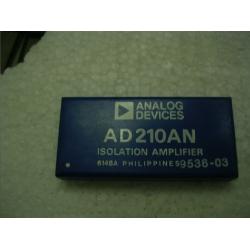 ANALOG
DEVICES
AD210AN
ISOLATION AMPLIFIER
6148A PHILIPPINES 9536-03